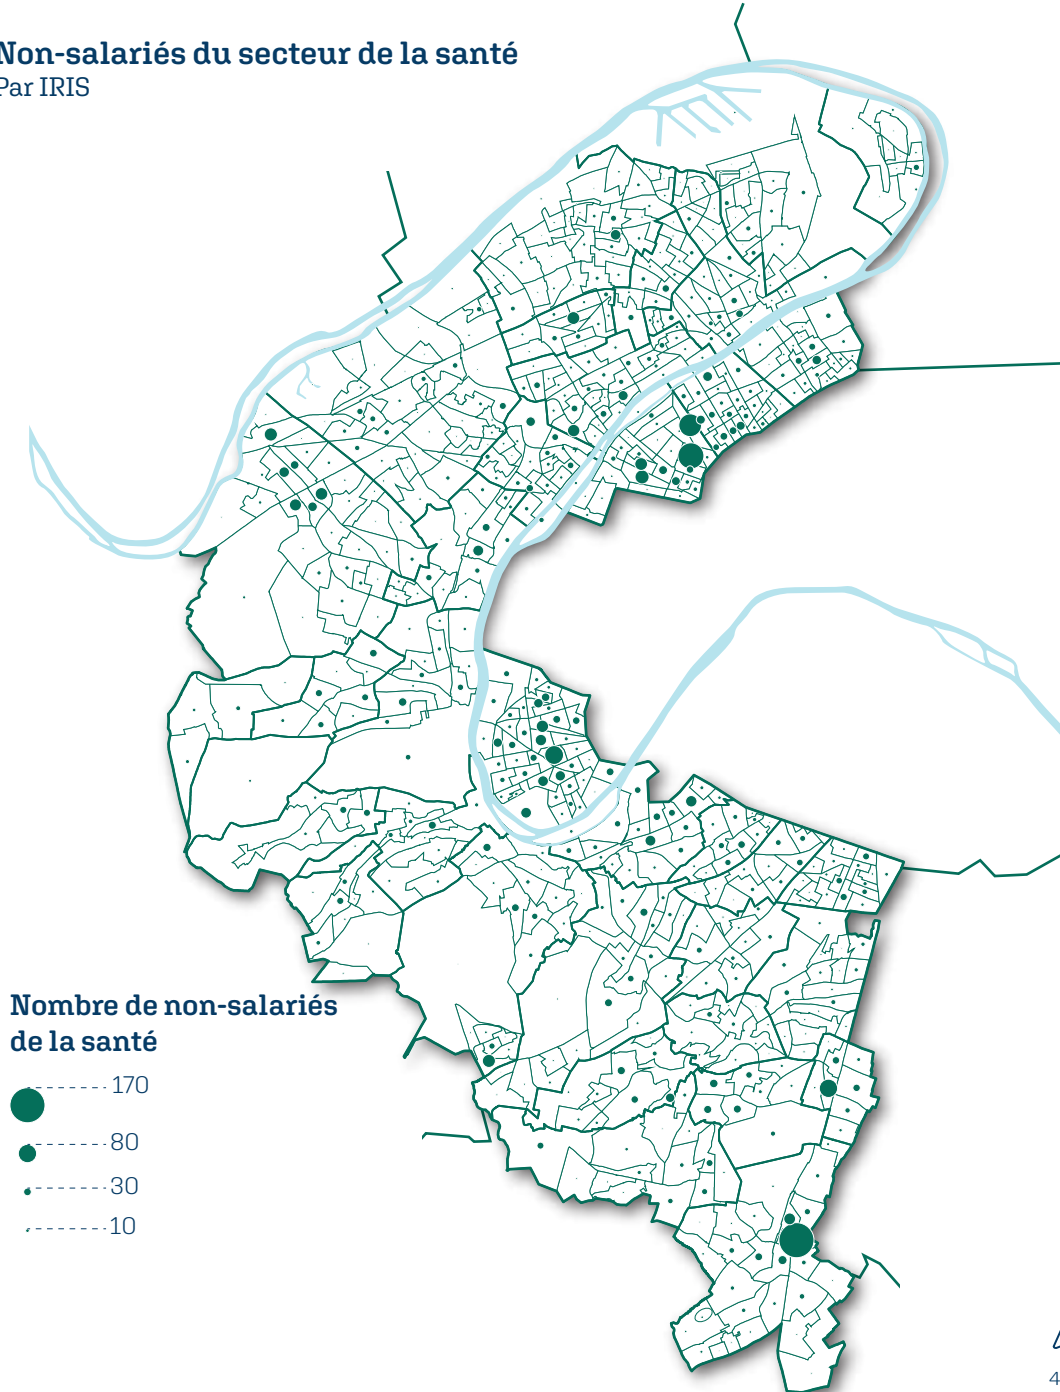 Non-salariés du secteur de la santé
Par IRIS
Nombre de non-salariés
de la santé
170
80
30
10
4